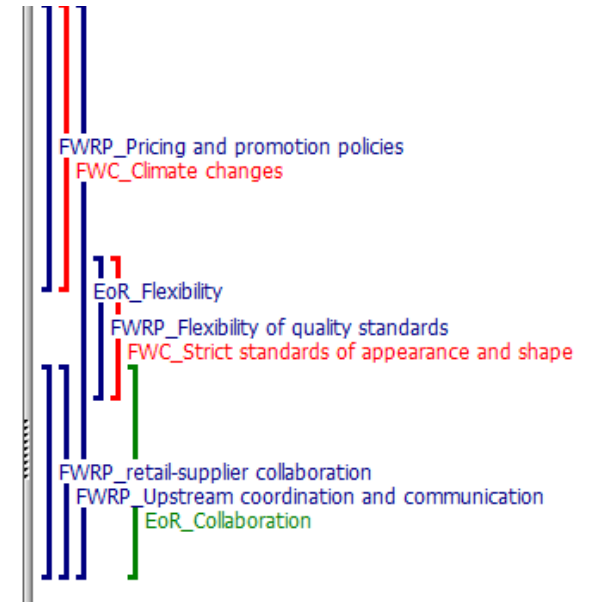 FWRP_Pricing and promotion policies
FWC_Climate changes
EoR_Flexibility
FWRP_Flexibility of quality standards
FWC_Strict standards of appearance and shape
FWRP_retail-supplier collaboration
FWRP_Upstream coordination and communication
EoR_Collaboration